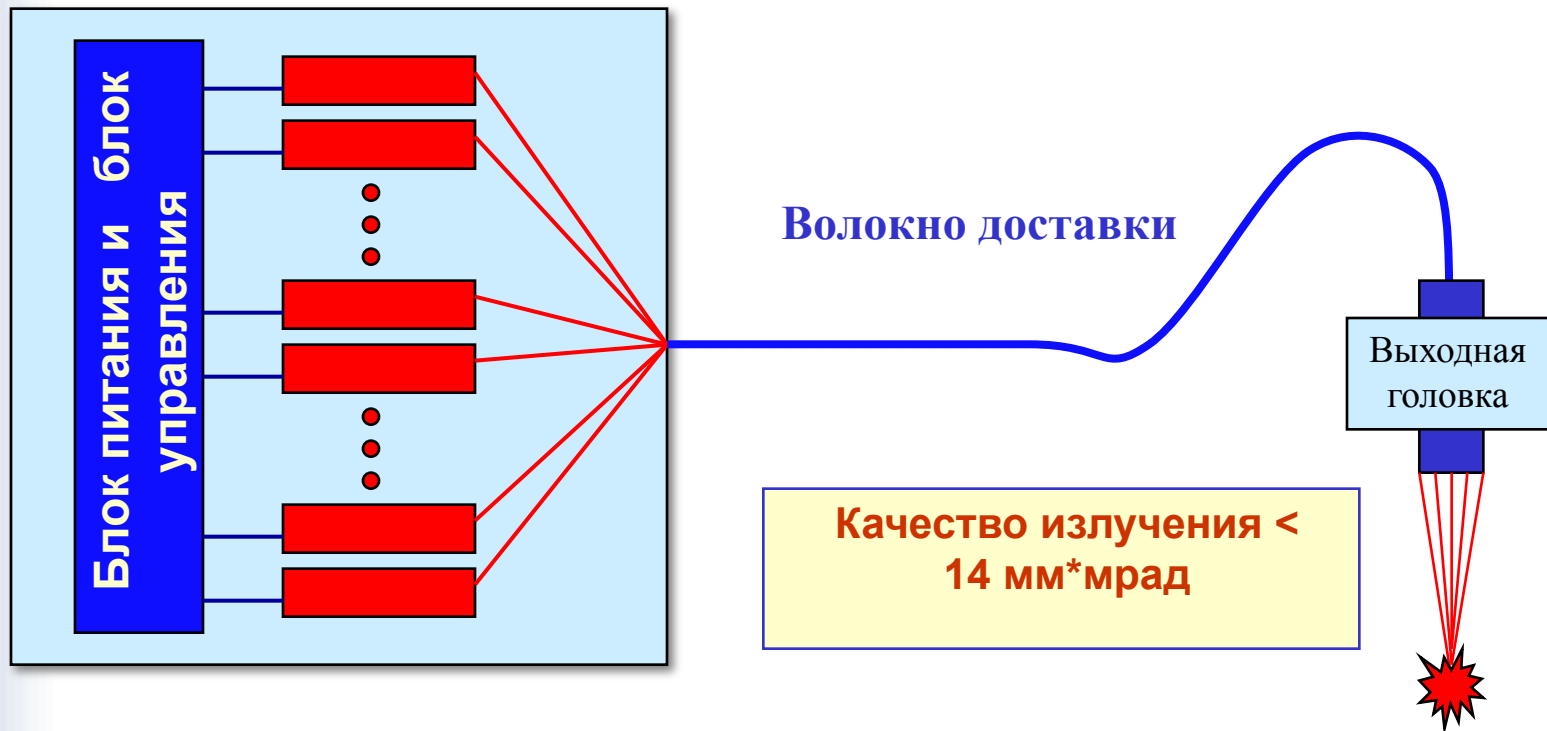 Блок питания и блок
управления
Волокно доставки
Выходная
головка
Качество излучения <
14 мм*мрад